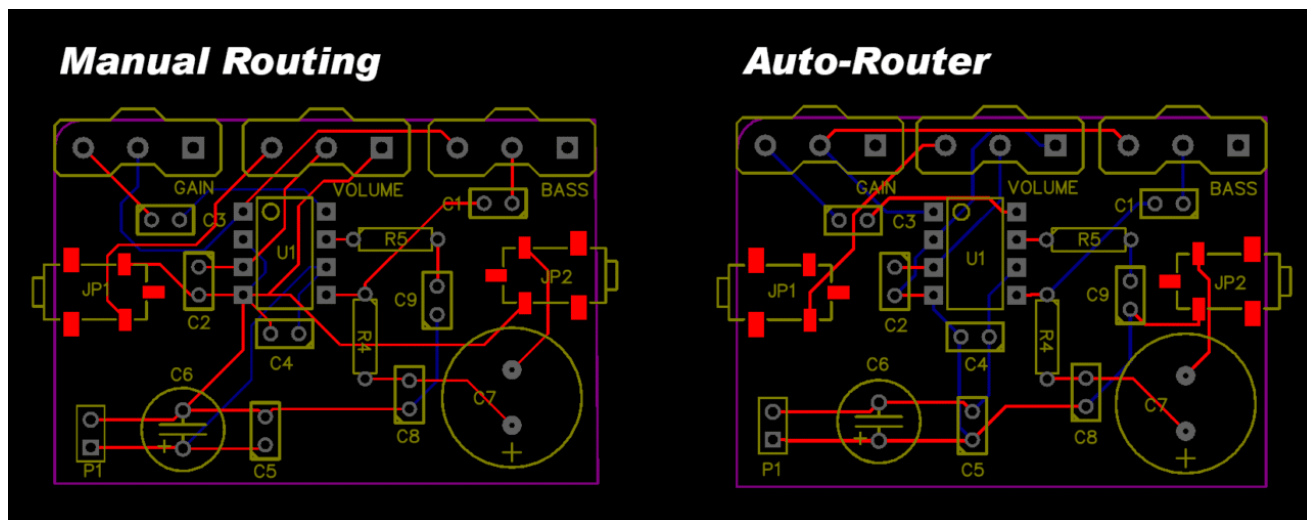 Manual Routing
Auto-Router
GAIN
VOLUME
BASS
C3
C1
U1
R5
JP1
JP2
C2
C9
C4
R4
C6
C7
C8
P1
C5
+
+
GAIN
VOLUME
BASS
C3
C1
U1
R5
JP1
JP2
C2
C9
C4
R4
C6
C7
C8
P1
C5
+
+